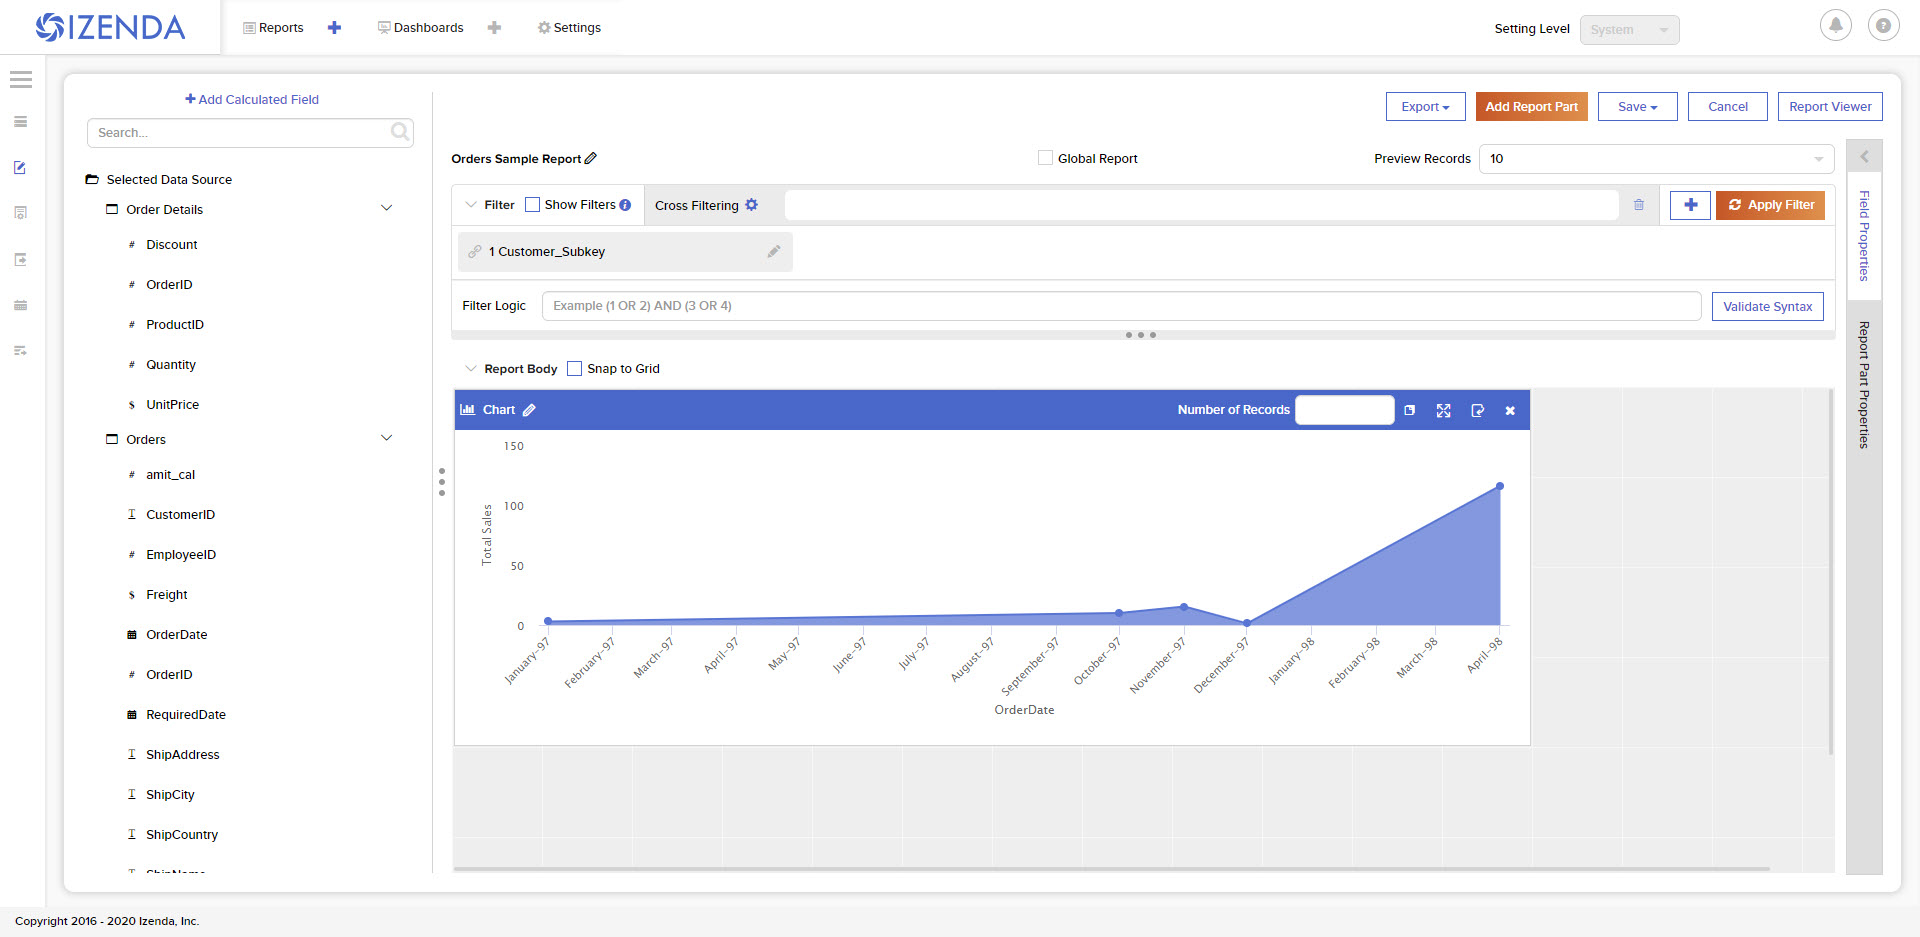 IZENDA
Reports
Dashboards
Settings
Setting Level
System
Add Calculated Field
Search...
Selected Data Source
Order Details
# Discount
# OrderID
# ProductID
# Quantity
$ UnitPrice
Orders
# amit_cal
CustomerID
# EmployeeID
$ Freight
OrderDate
# OrderID
RequiredDate
ShipAddress
ShipCity
ShipCountry
Export
Add Report Part
Save
Cancel
Report Viewer
Orders Sample Report
Global Report
Preview Records
10
Filter
Show Filters
Cross Filtering
Apply Filter
1 Customer_Subkey
Filter Logic
Example (1 OR 2) AND (3 OR 4)
Validate Syntax
Report Body
Snap to Grid
Chart
Number of Records
150
100
50
0
Total Sales
January-97
February-97
March-97
April-97
May-97
June-97
July-97
August-97
September-97
October-97
November-97
December-97
January-98
February-98
March-98
April-98
OrderDate
Field Properties
Report Part Properties
Copyright 2016 - 2020 Izenda, Inc.